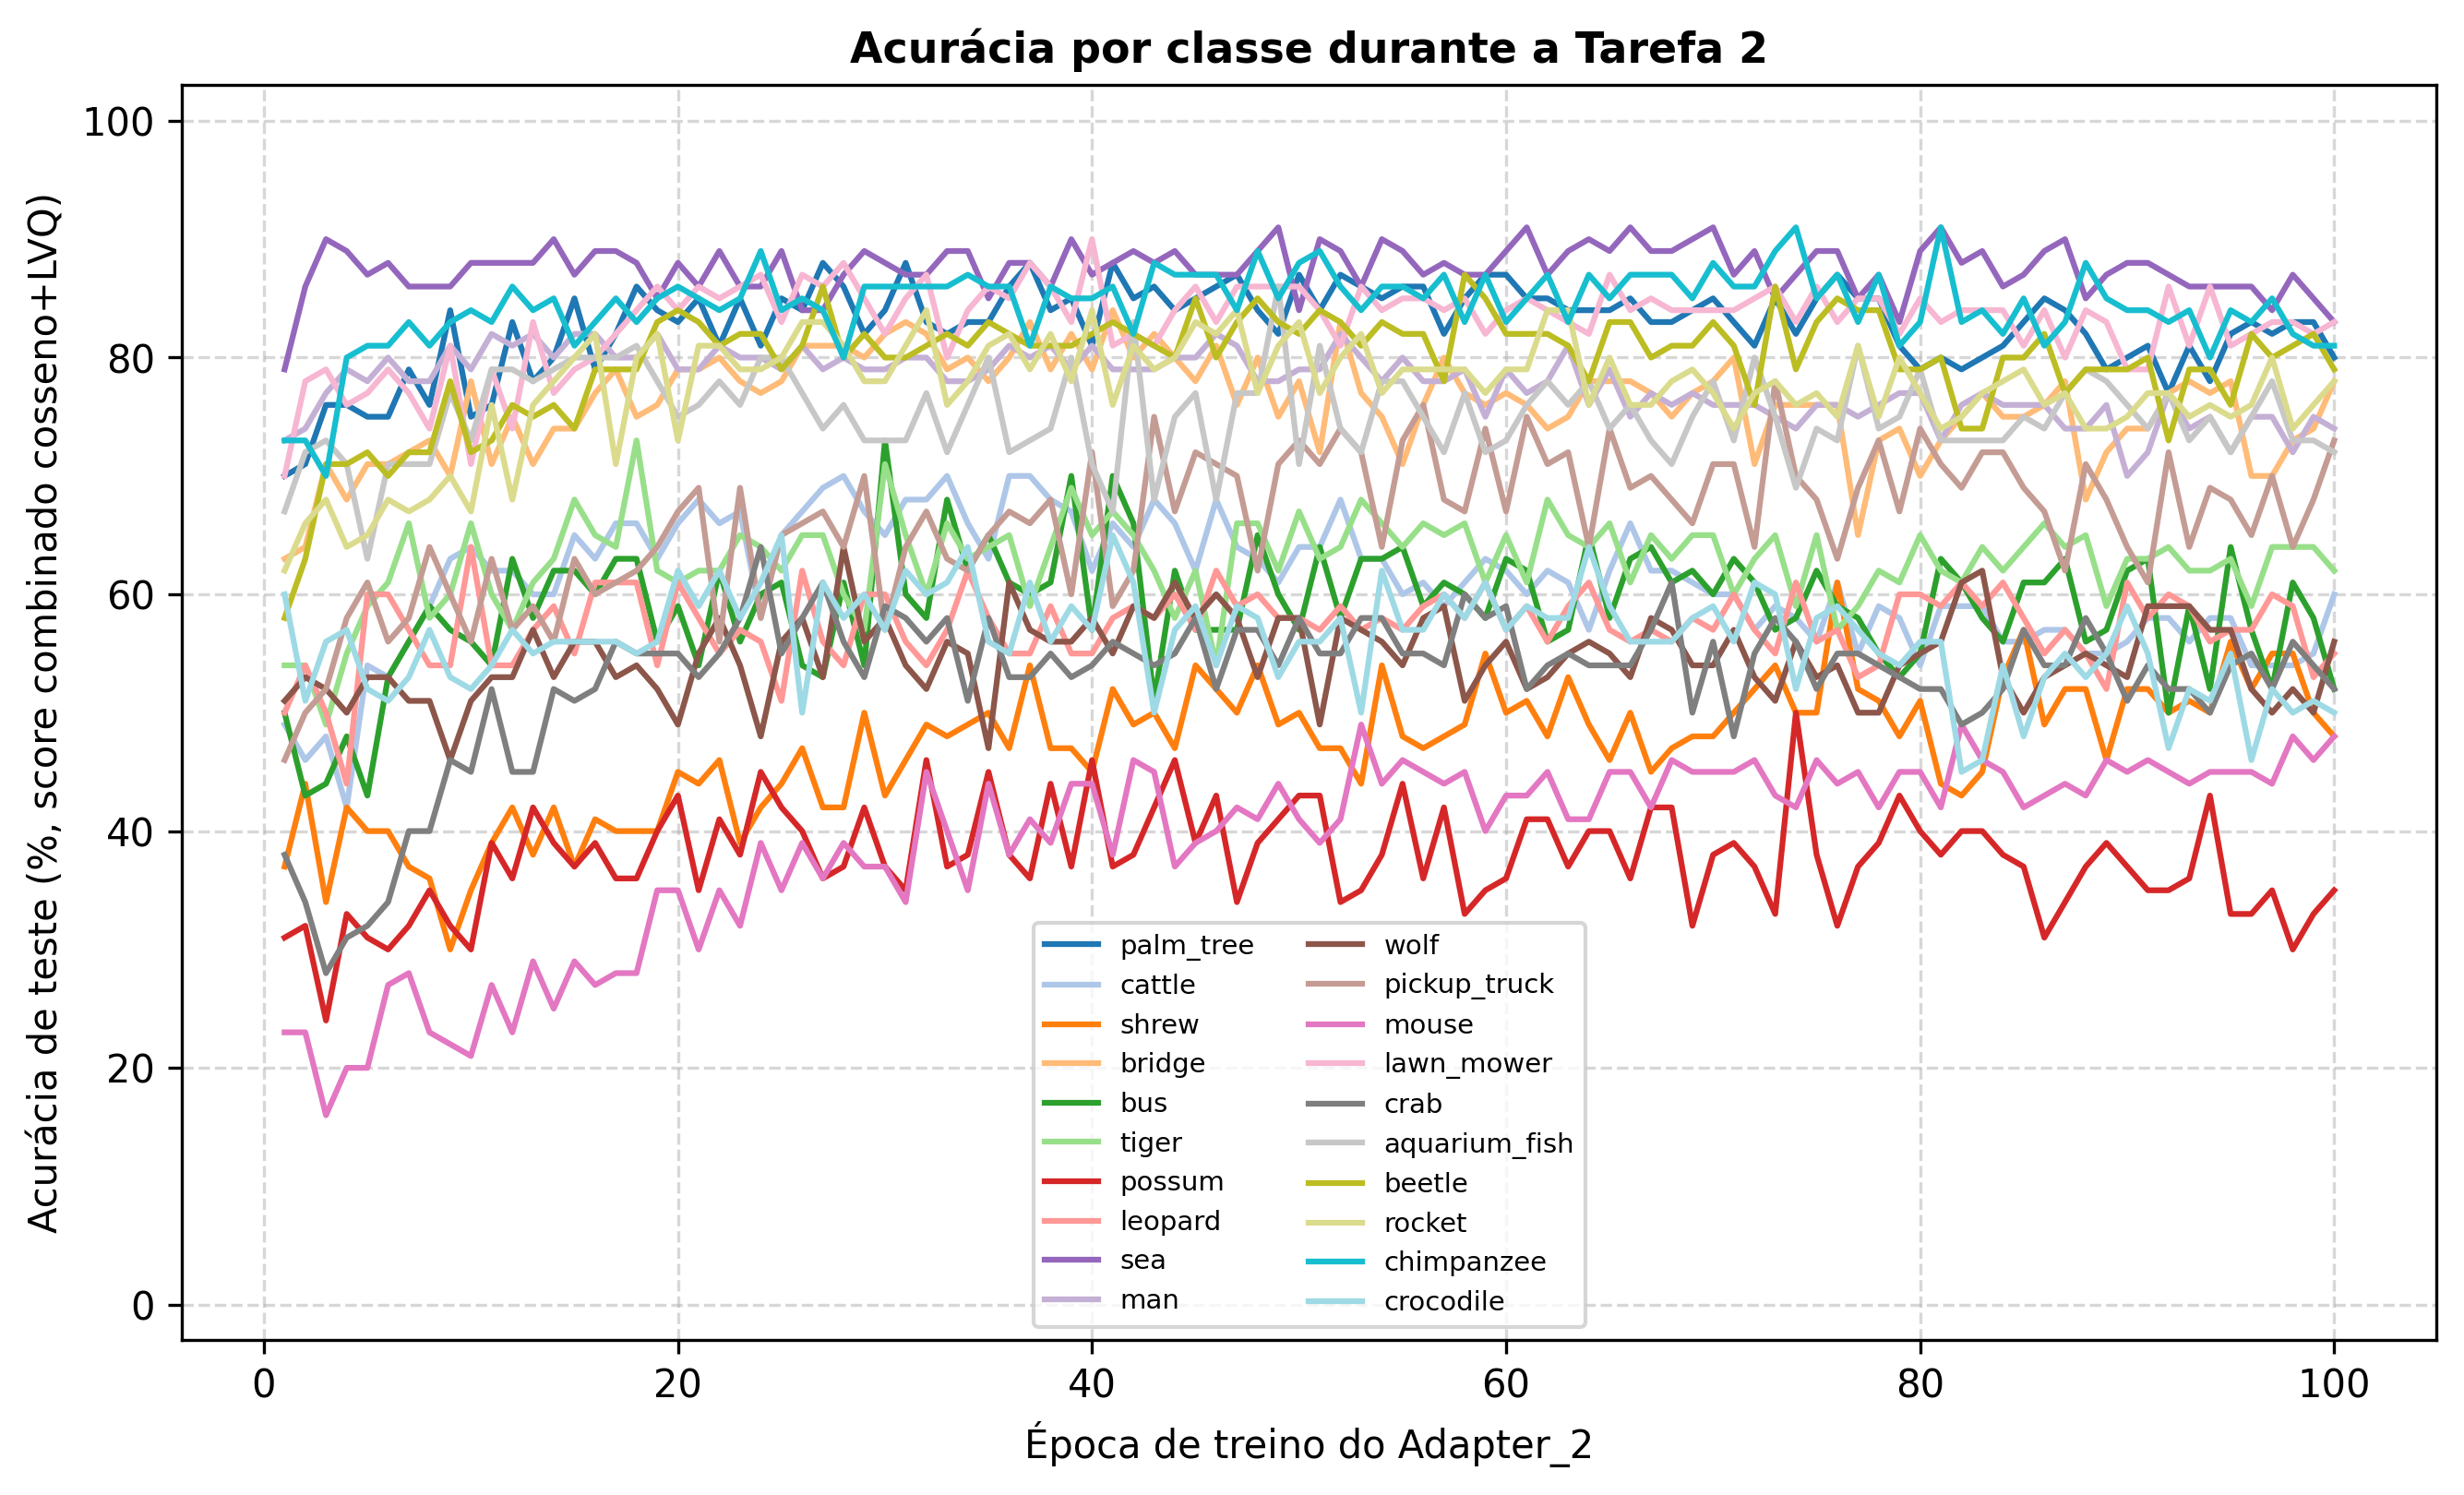 Acurácia por classe durante a Tarefa 2
Acurácia de teste (%, score combinado cosseno+LVQ)
100
80
60
40
20
0
palm_tree
cattle
shrew
bridge
bus
tiger
possum
leopard
sea
man
wolf
pickup_truck
mouse
lawn_mower
crab
aquarium_fish
beetle
rocket
chimpanzee
crocodile
0 20 40 60 80 100
Época de treino do Adapter_2